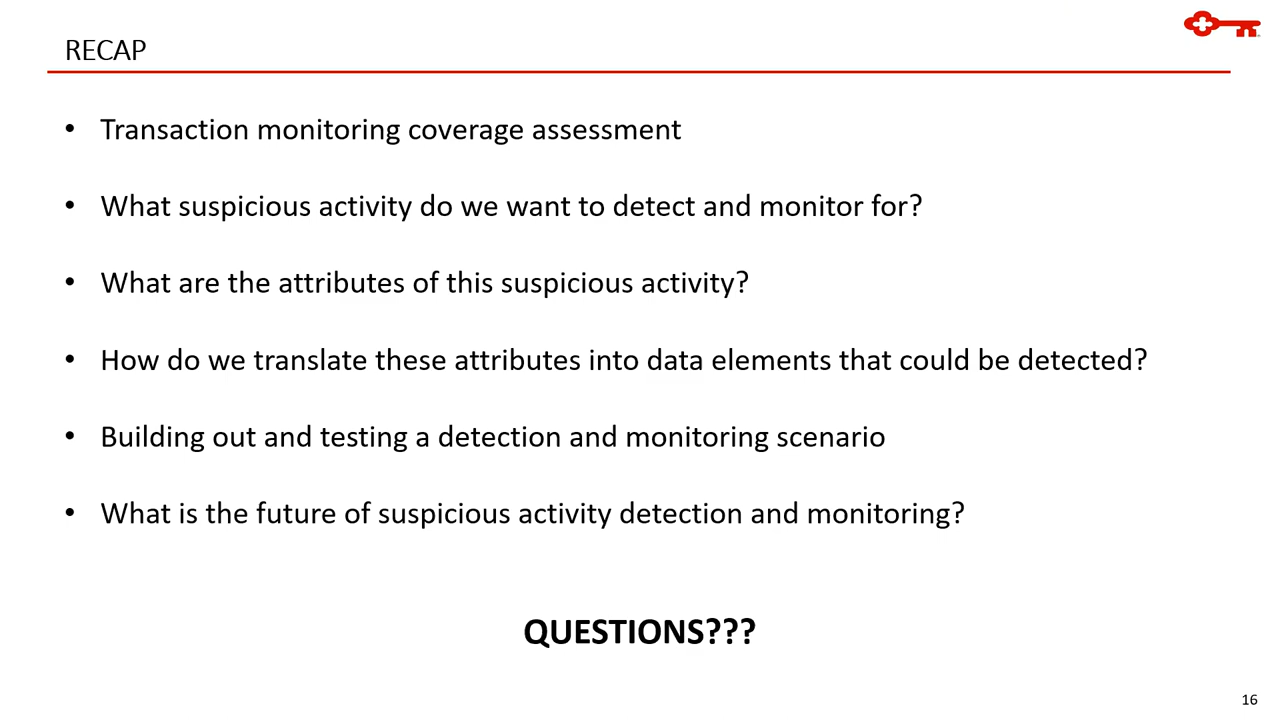 RECAP
• Transaction monitoring coverage assessment
• What suspicious activity do we want to detect and monitor for?
• What are the attributes of this suspicious activity?
• How do we translate these attributes into data elements that could be detected?
• Building out and testing a detection and monitoring scenario
• What is the future of suspicious activity detection and monitoring?
QUESTIONS???
16